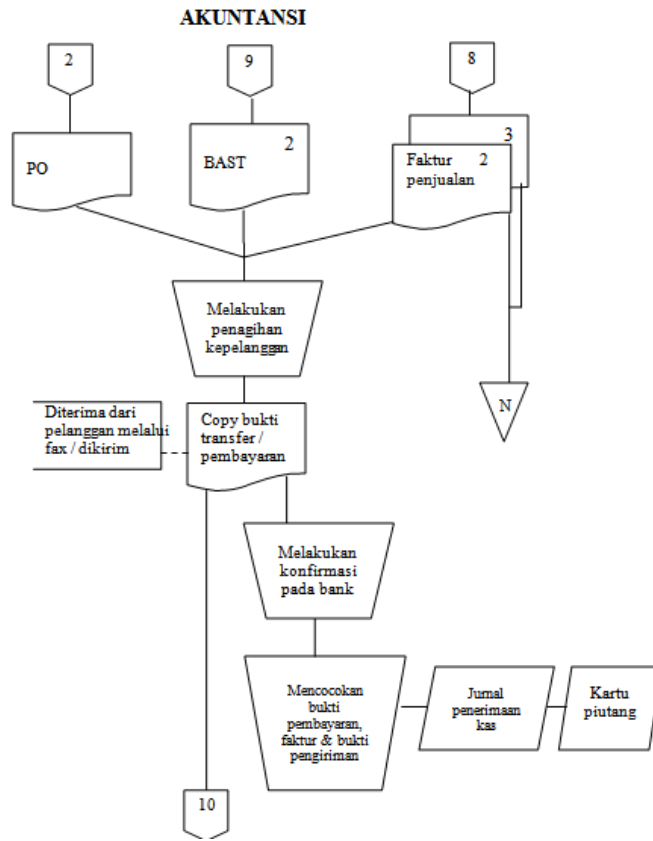 AKUNTANSI
2
9
8
PO
BAST
2
3
Faktur 2
penjualan
Melakukan
penagihan
kepelanggan
N
Diterima dari
pelanggan melalui
fax / dikirim
Copy bukti
transfer /
pembayaran
Melakukan
konfirmasi
pada bank
Mencocokan
bukti
pembayaran,
faktur & bukti
pengiriman
Jurnal
penerimaan
kas
Kartu
piutang
10